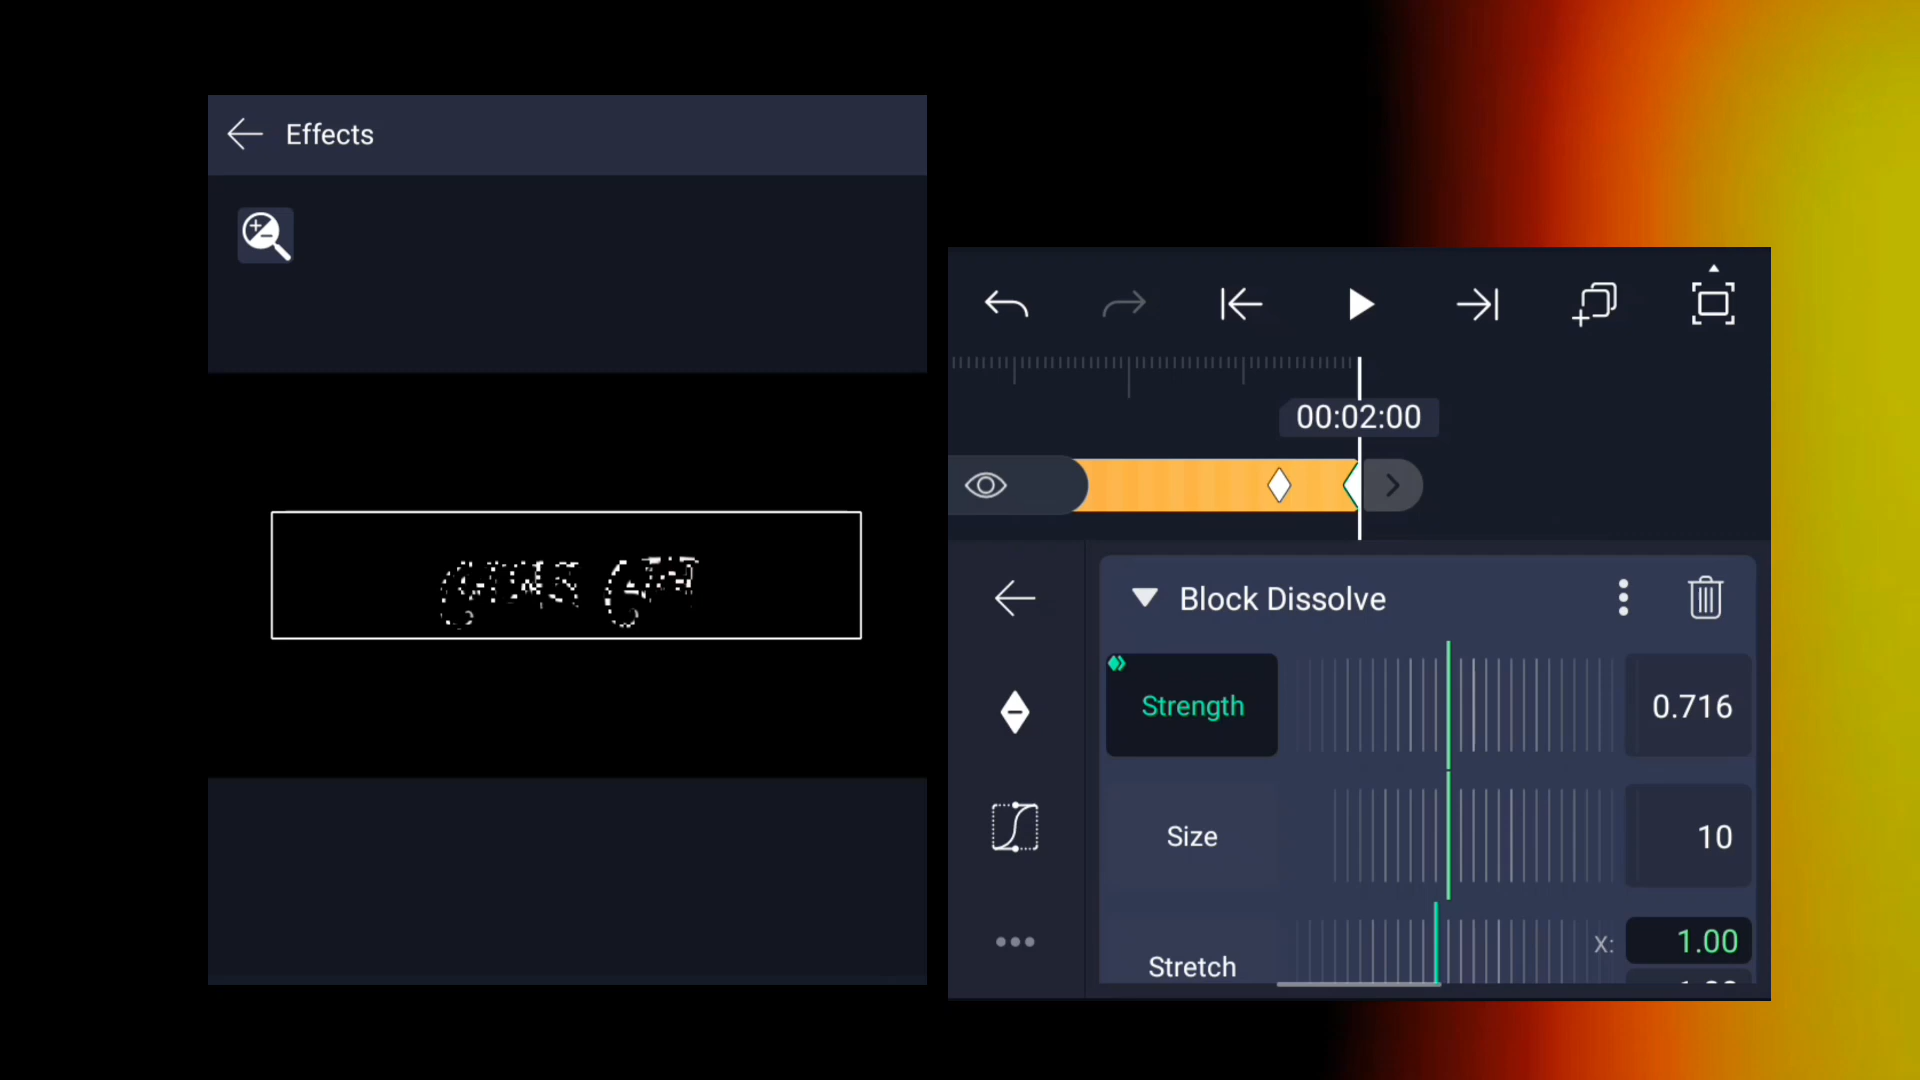 Effects
00:02:00
Block Dissolve
Strength
0.716
Size
10
Stretch
X:
1.00